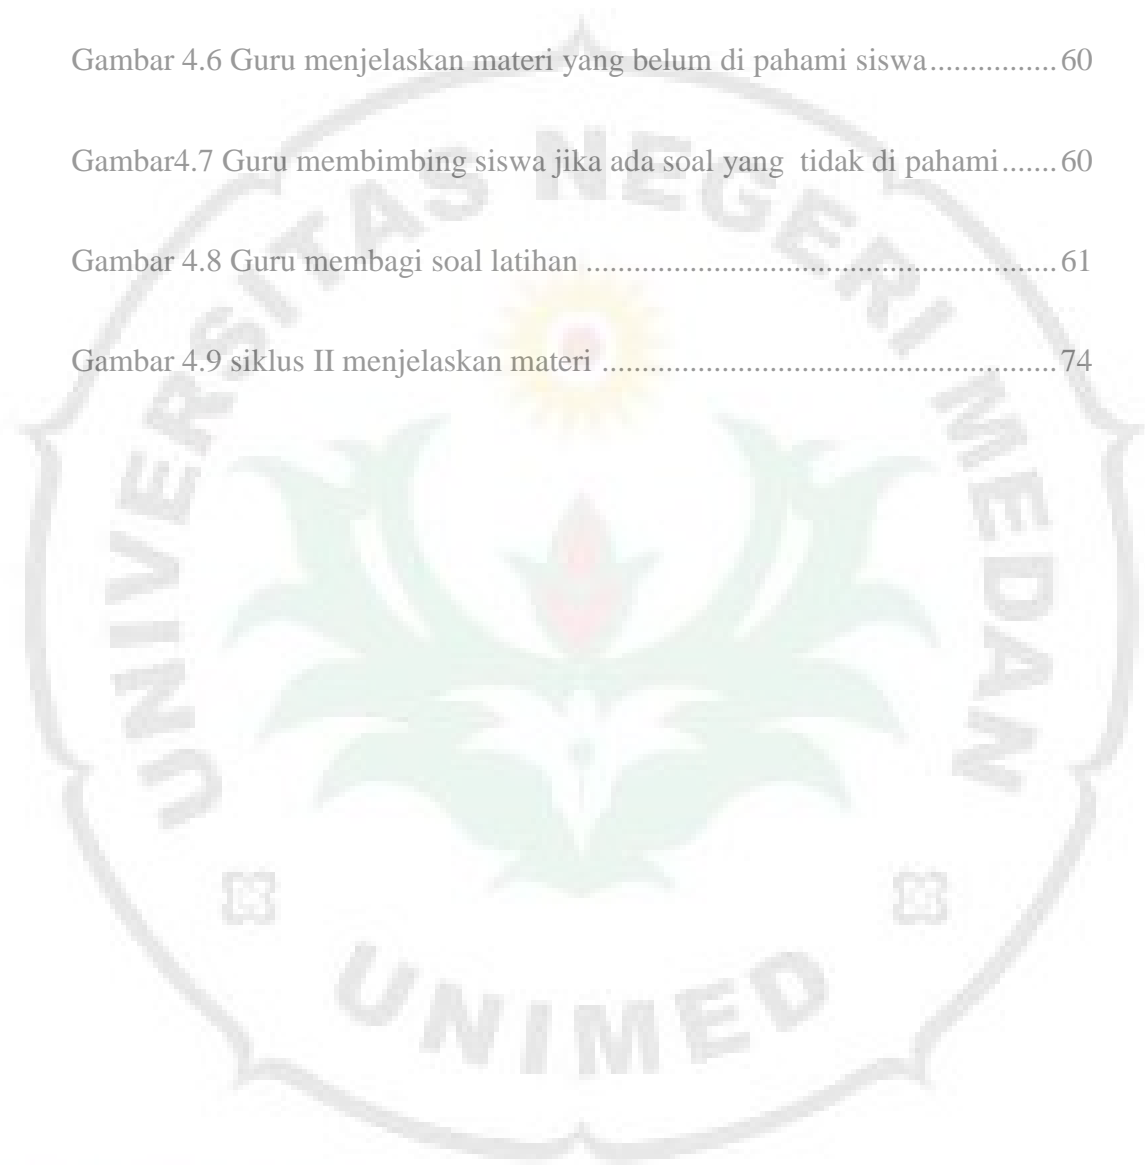 Gambar 4.6 Guru menjelaskan materi yang belum di pahami siswa................ 60
Gambar4.7 Guru membimbing siswa jika ada soal yang  tidak di pahami....... 60
Gambar 4.8 Guru membagi soal latihan .......................................................... 61
Gambar 4.9 siklus II menjelaskan materi ........................................................ 74
UNIVERSITAS NEGERI MEDAN
UNIMED